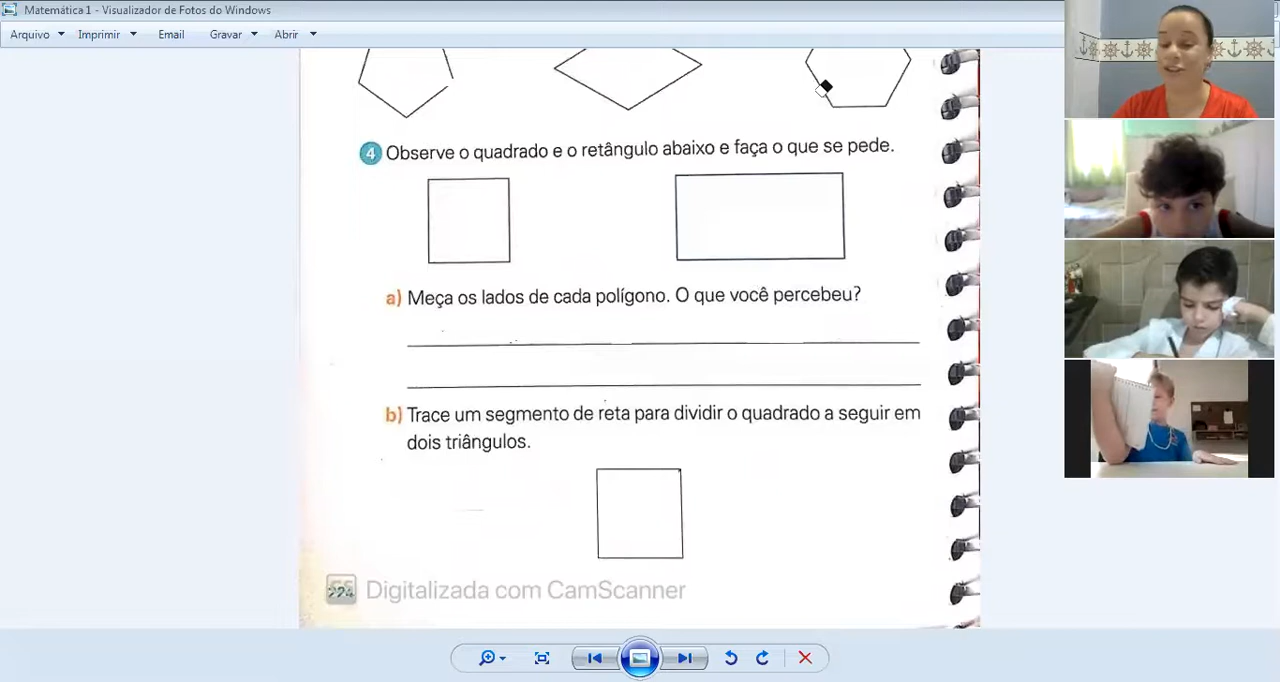 Matemática 1 - Visualizador de Fotos do Windows
Arquivo Imprimir Email Gravar Abrir
4 Observe o quadrado e o retângulo abaixo e faça o que se pede.
a) Meça os lados de cada polígono. O que você percebeu?
b) Trace um segmento de reta para dividir o quadrado a seguir em
dois triângulos.
224
CS
Digitalizada com CamScanner